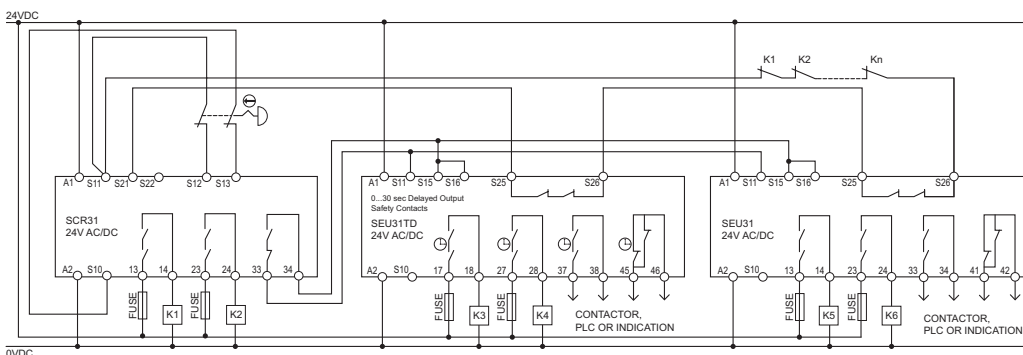 24VDC
K1 K2 Kn
A1 S11 S21 S22 S12 S13
A1 S11 S15 S16 S25 S26
A1 S11 S15 S16 S25 S26
SCR31
24V AC/DC
0...30 sec Delayed Output
Safety Contacts
SEU31TD
24V AC/DC
SEU31
24V AC/DC
A2 S10 13 14 23 24 33 34
A2 S10 17 18 27 28 37 38 45 46
A2 S10 13 14 23 24 33 34 41 42
FUSE K1 FUSE K2
FUSE K3 FUSE K4
CONTACTOR,
PLC OR INDICATION
FUSE K5 FUSE K6
CONTACTOR,
PLC OR INDICATION
0VDC